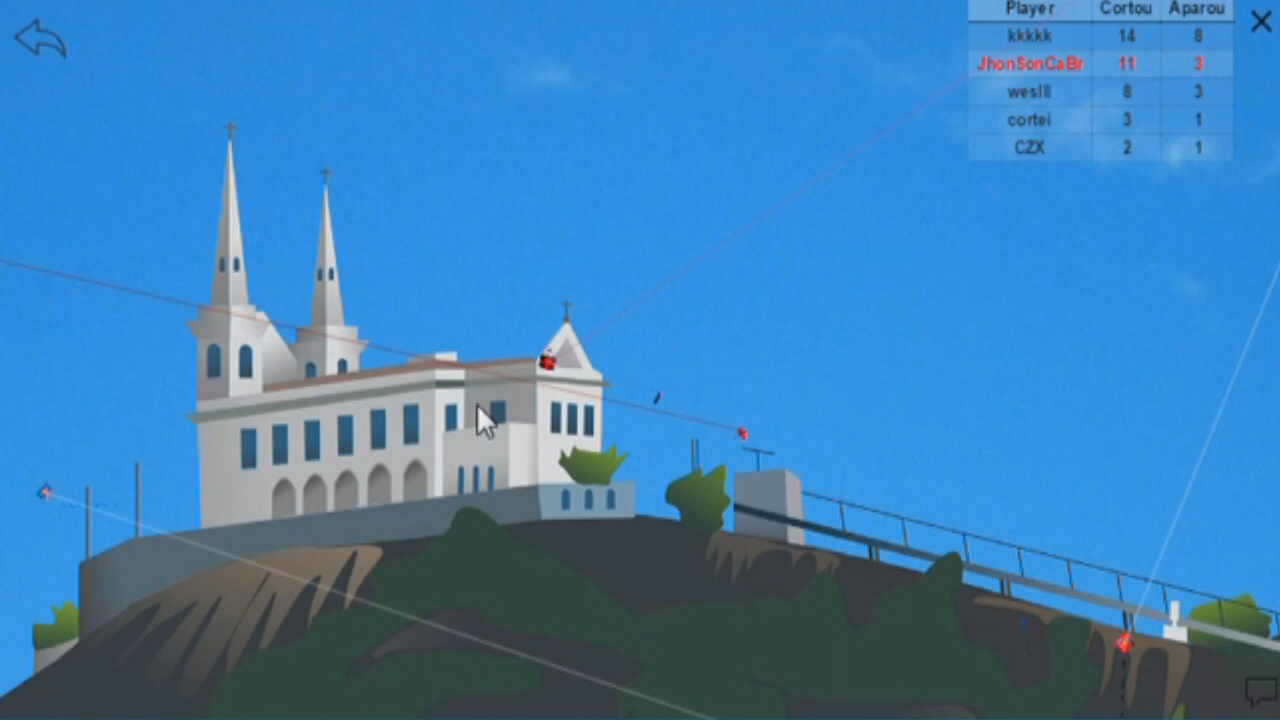 Player Cortou Aparou
kkkkk 14 8
JhonSonCaBr 11 3
weslll 8 3
cortei 3 1
CZX 2 1